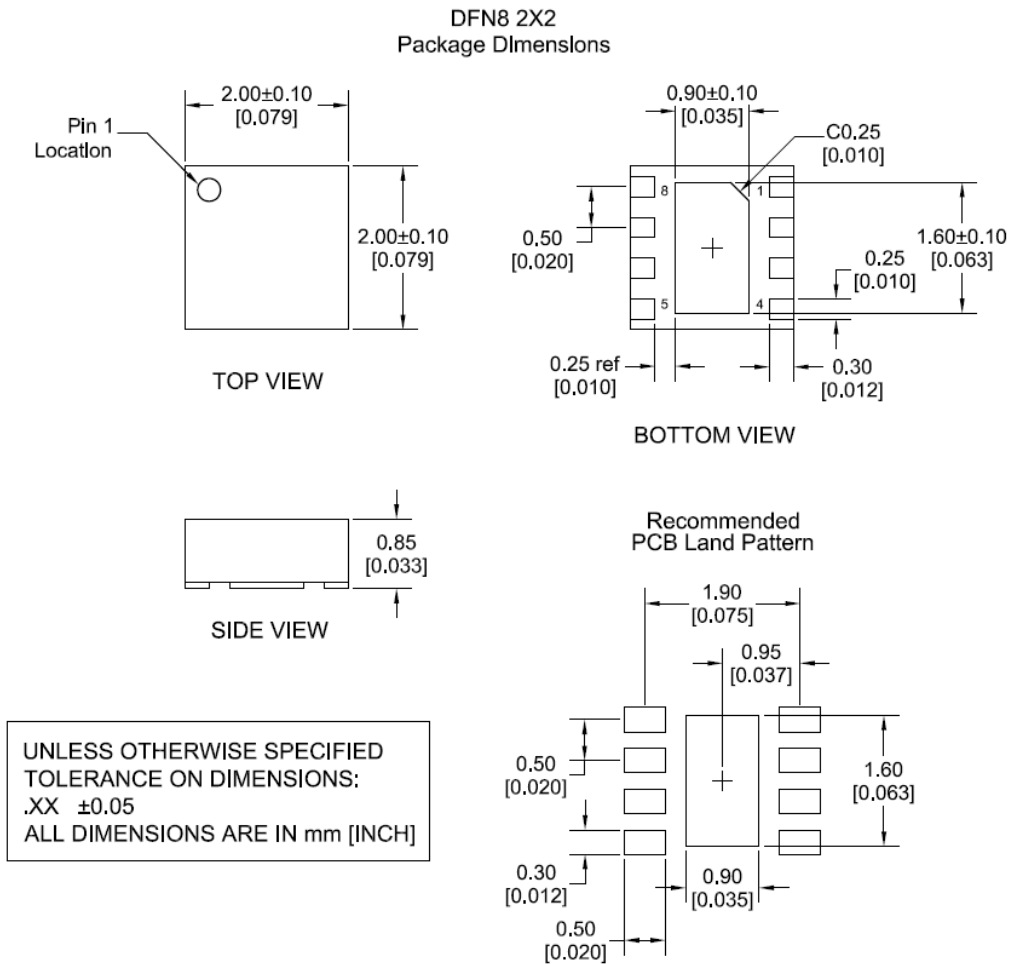 DFN8 2X2
Package Dimensions
2.00±0.10
[0.079]
Pin 1
Location
2.00±0.10
[0.079]
TOP VIEW
0.90±0.10
[0.035]
C0.25
[0.010]
8
1
0.50
[0.020]
1.60±0.10
[0.063]
0.25
[0.010]
5
4
0.25 ref
[0.010]
0.30
[0.012]
BOTTOM VIEW
0.85
[0.033]
SIDE VIEW
Recommended
PCB Land Pattern
1.90
[0.075]
0.95
[0.037]
0.50
[0.020]
1.60
[0.063]
0.30
[0.012]
0.90
[0.035]
0.50
[0.020]
UNLESS OTHERWISE SPECIFIED
TOLERANCE ON DIMENSIONS:
.XX ±0.05
ALL DIMENSIONS ARE IN mm [INCH]